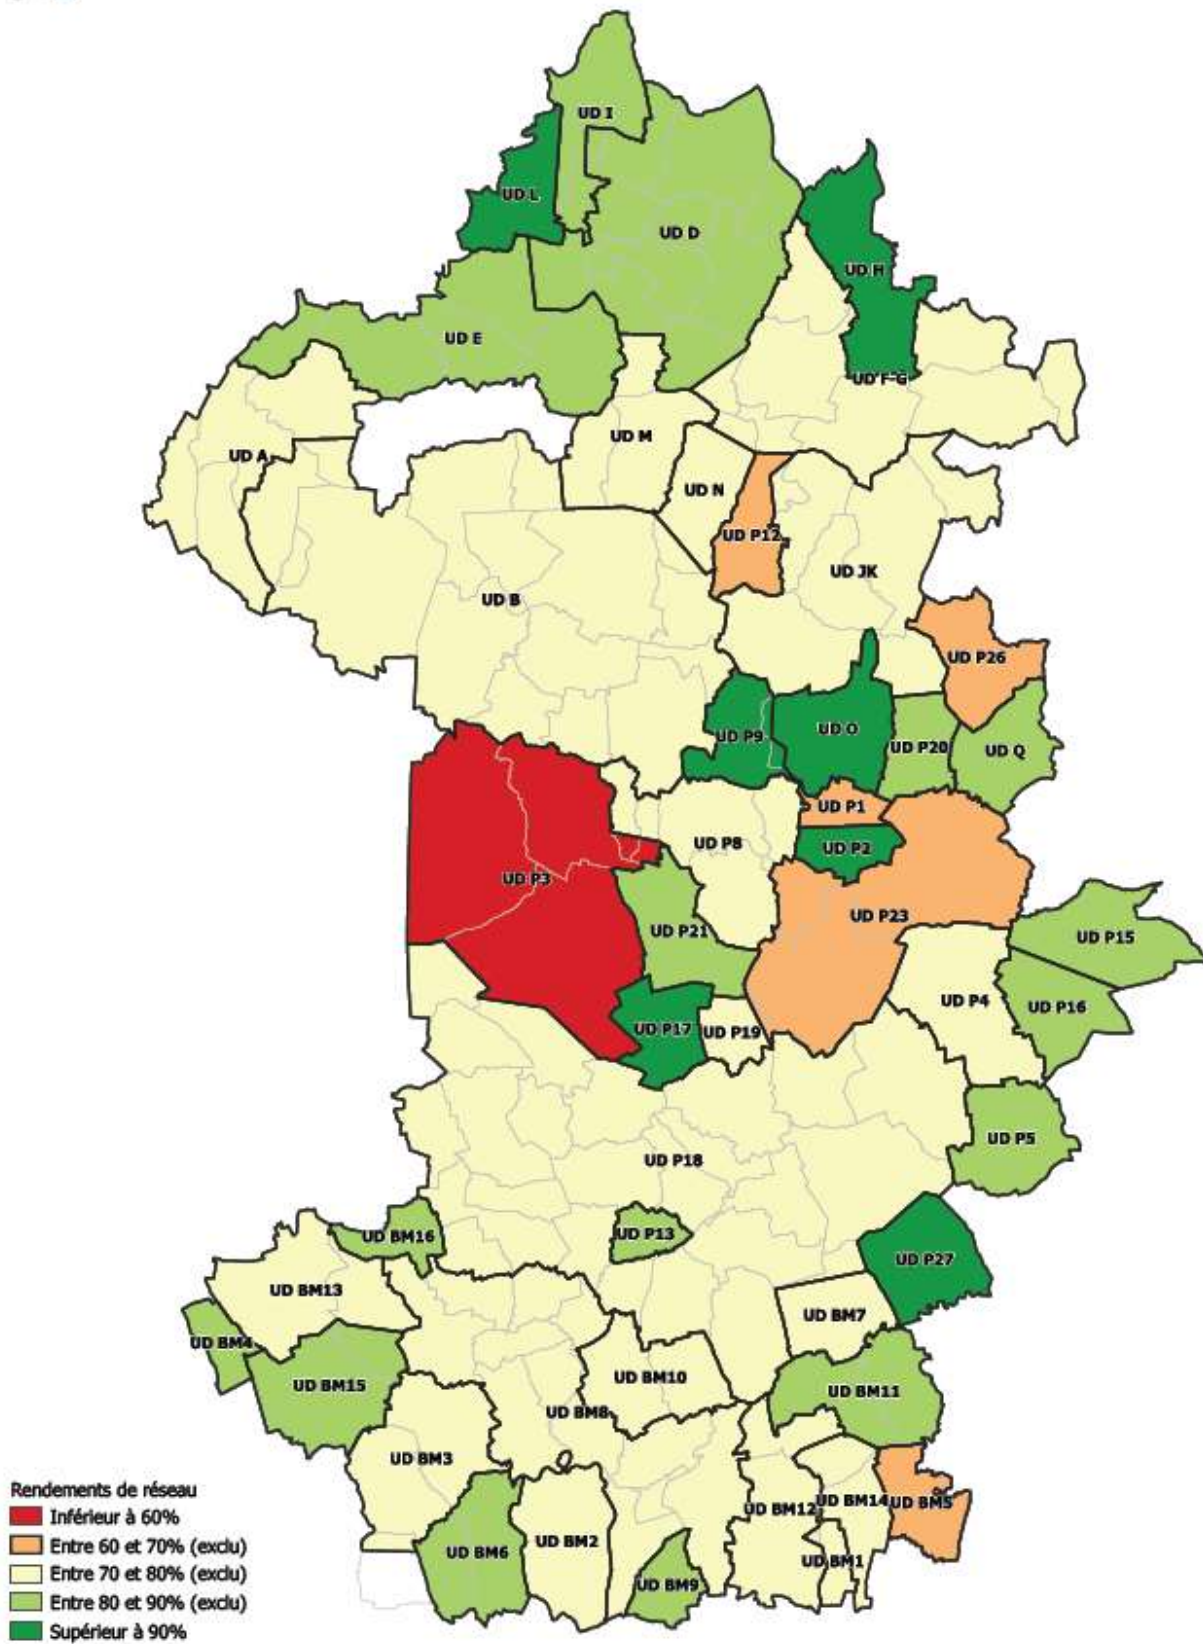 UD I
UD L
UD D
UD H
UD E
UD F-G
UD M
UD A
UD N
UD P12
UD JK
UD B
UD P26
UD P9
UD O
UD P20
UD Q
UD P1
UD P8
UD P2
UD P3
UD P23
UD P21
UD P15
UD P4
UD P16
UD P17
UD P19
UD P5
UD P18
UD BM16
UD P13
UD P27
UD BM13
UD BM7
UD BM4
UD BM15
UD BM10
UD BM11
UD BM8
UD BM3
UD BM12
UD BM14
UD BM5
UD BM6
UD BM2
UD BM1
UD BM9
Rendements de réseau
Inférieur à 60%
Entre 60 et 70% (exclu)
Entre 70 et 80% (exclu)
Entre 80 et 90% (exclu)
Supérieur à 90%